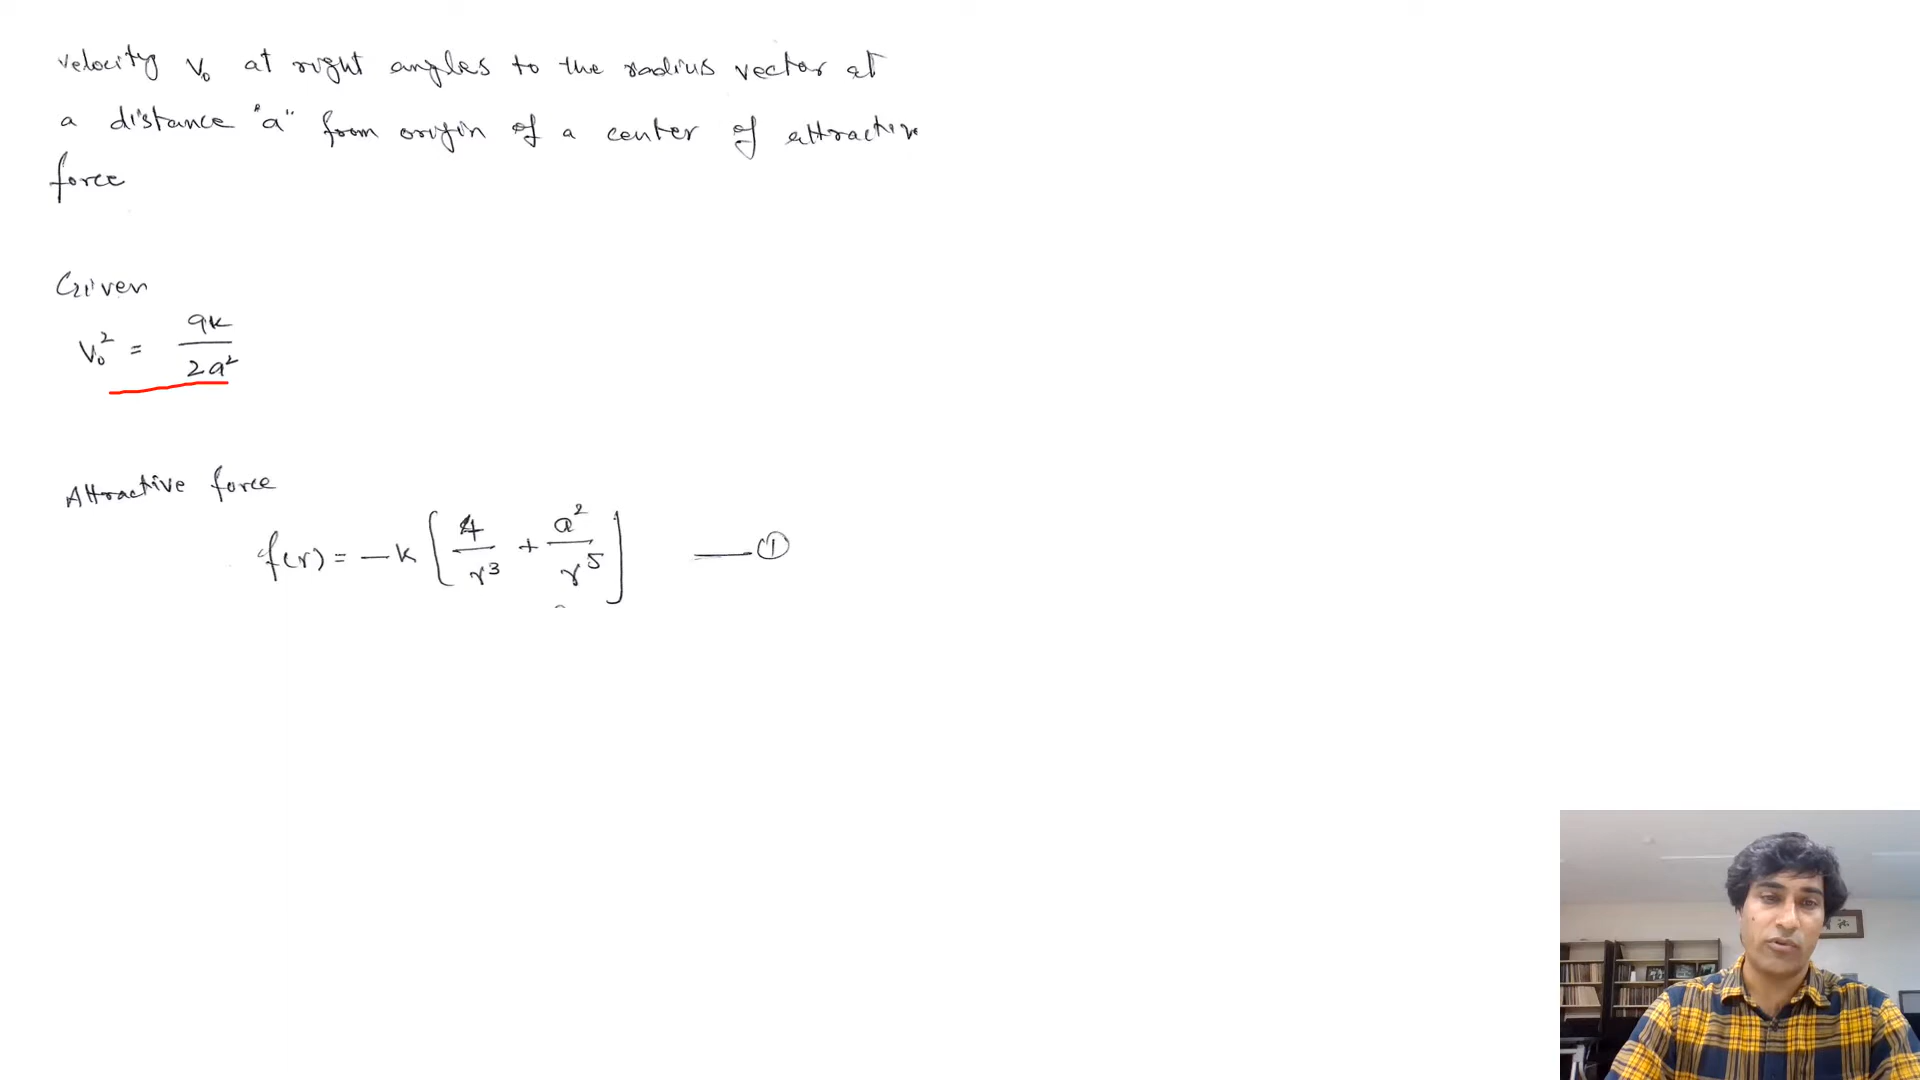 velocity v₀ at right angles to the radius vector at
a distance "a" from origin of a center of attractive
force
Given
v₀² = 9k / 2a²
Attractive force
f(r) = -k [ 4/r³ + a²/r⁵ ] —— ①